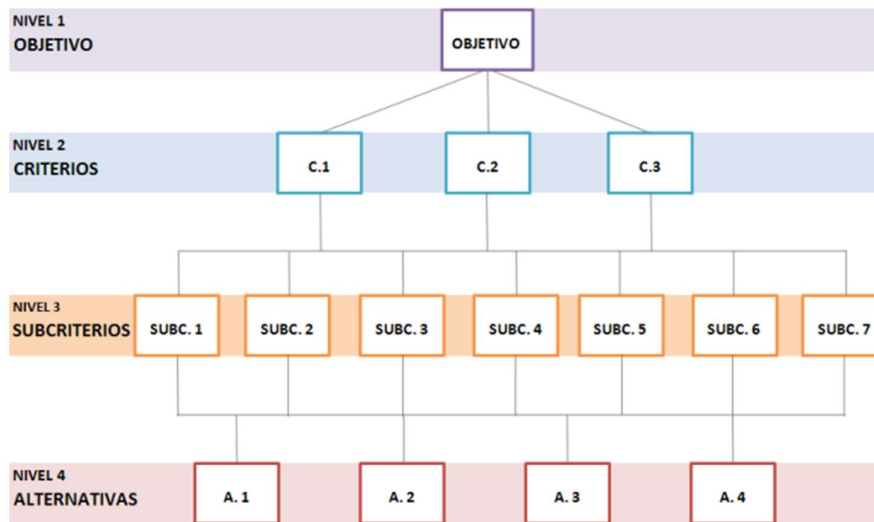 NIVEL 1
OBJETIVO
OBJETIVO
NIVEL 2
CRITERIOS
C.1
C.2
C.3
NIVEL 3
SUBCRITERIOS
SUBC. 1
SUBC. 2
SUBC. 3
SUBC. 4
SUBC. 5
SUBC. 6
SUBC. 7
NIVEL 4
ALTERNATIVAS
A. 1
A. 2
A. 3
A. 4